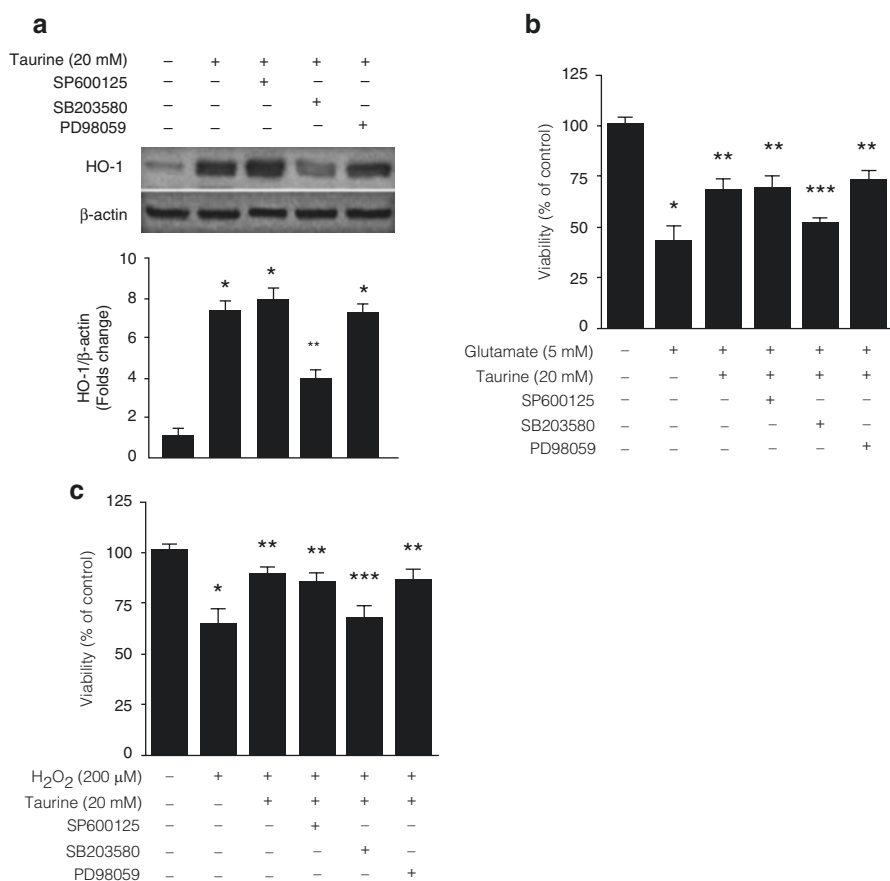 a
Taurine (20 mM) – + + + +
SP600125 – – + – –
SB203580 – – – + –
PD98059 – – – – +
HO-1
β-actin
HO-1/β-actin
(Folds change)
10
8
6
4
2
0
* * ** *
b
Viability (% of control)
125
100
75
50
25
0
* ** ** *** **
Glutamate (5 mM) – + + + + +
Taurine (20 mM) – – + + + +
SP600125 – – – + – –
SB203580 – – – – + –
PD98059 – – – – – +
c
Viability (% of control)
125
100
75
50
25
0
* ** ** *** **
H2O2 (200 μM) – + + + + +
Taurine (20 mM) – – + + + +
SP600125 – – – + – –
SB203580 – – – – + –
PD98059 – – – – – +